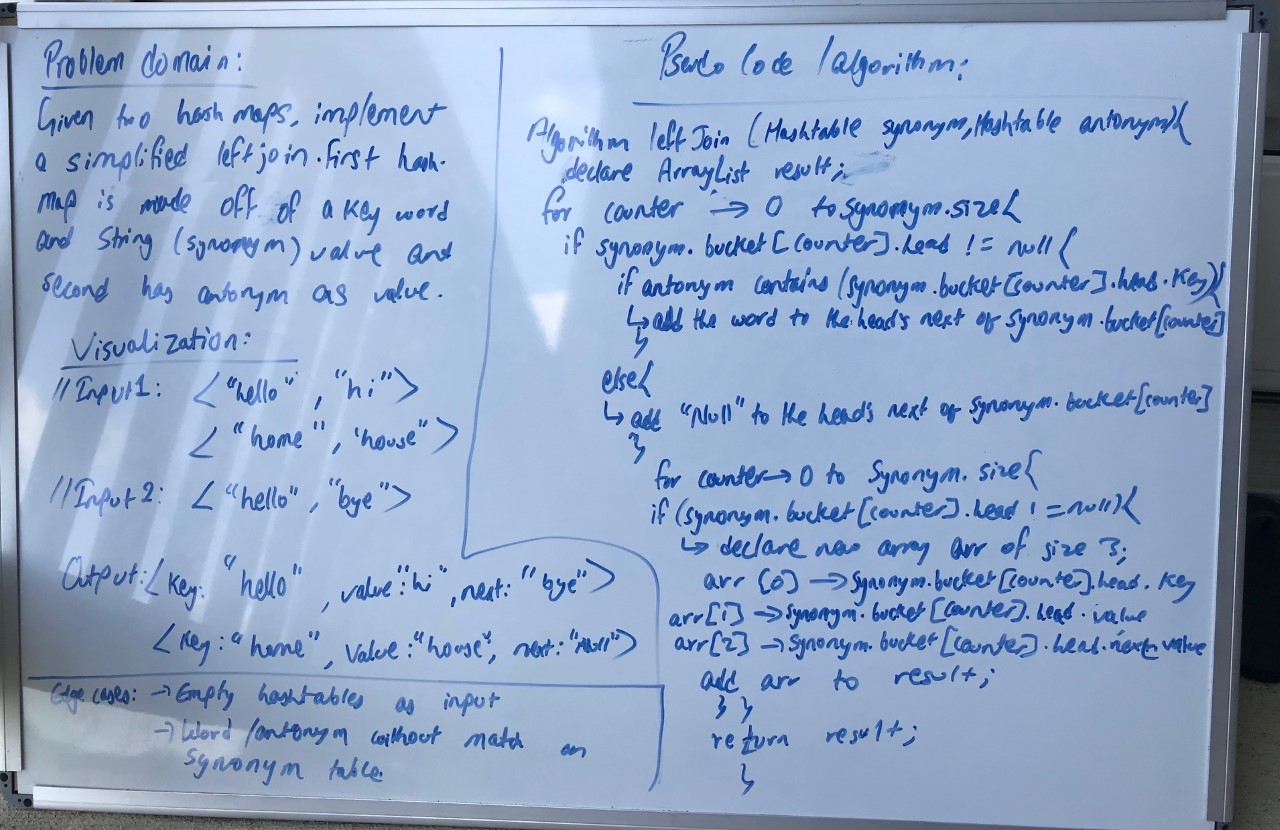 Problem domain:
Given two hash maps, implement
a simplified left join. First hash-
map is made off of a key word
and string (synonym) value and
second has antonym as value.
Visualization:
//Input1: <"hello", "hi">
<"home", 'house">
//Input2: <"hello", "bye">
Output: <Key: "hello", value: "hi", next: "bye">
<Key: "home", Value: "house", next: "Null">
Edge cases: → Empty hashtables as input
→ Word/antonym without match on
synonym table.
Pseudo Code / algorithm:
Algorithm left Join (Hashtable synonym, Hashtable antonym){
declare ArrayList result;
for counter → 0 to synonym.size{
if synonym.bucket[counter].head != null{
if antonym contains (synonym.bucket[counter].head.Key){
↳ add the word to the head's next of synonym.bucket[counter]
}
else{
↳ add "Null" to the head's next of synonym.bucket[counter]
}
for counter → 0 to Synonym.size{
if (synonym.bucket[counter].head != null){
↳ declare new array arr of size 3;
arr [0] → synonym.bucket[counter].head.Key
arr[1] → synonym.bucket[counter].head.value
arr[2] → synonym.bucket[counter].head.next.value
add arr to result;
} }
return result;
}